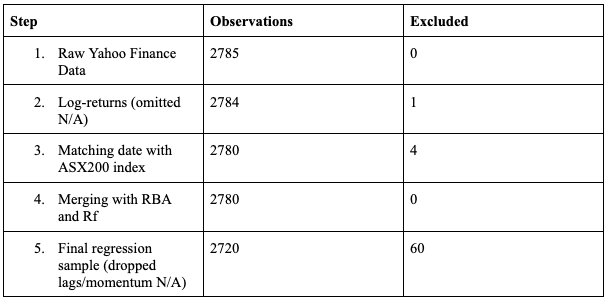 Step Observations Excluded
1. Raw Yahoo Finance 2785 0
Data
2. Log-returns (omitted 2784 1
N/A)
3. Matching date with 2780 4
ASX200 index
4. Merging with RBA 2780 0
and Rf
5. Final regression 2720 60
sample (dropped
lags/momentum N/A)